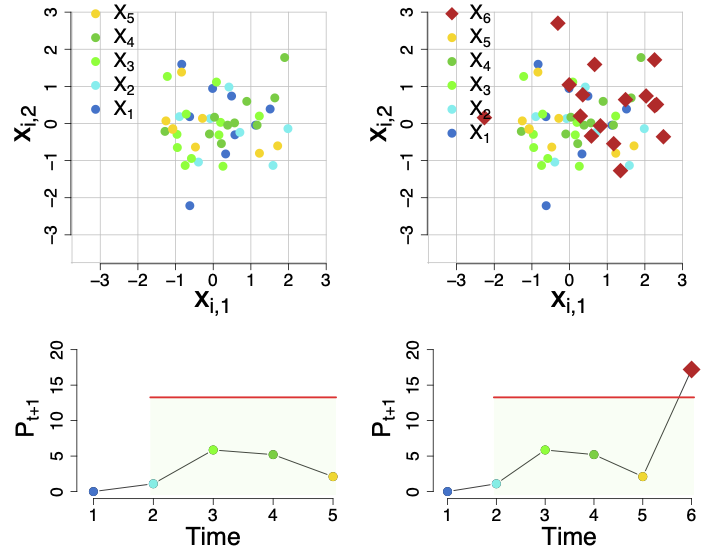 3
2
1
0
−1
−2
−3
X₅
X₄
X₃
X₂
X₁
−3 −2 −1 0 1 2 3
xᵢ,₂
xᵢ,₁
3
2
1
0
−1
−2
−3
X₆
X₅
X₄
X₃
X₂
X₁
−3 −2 −1 0 1 2 3
xᵢ,₂
xᵢ,₁
20
15
10
5
0
1 2 3 4 5
Pₜ₊₁
Time
20
15
10
5
0
1 2 3 4 5 6
Pₜ₊₁
Time